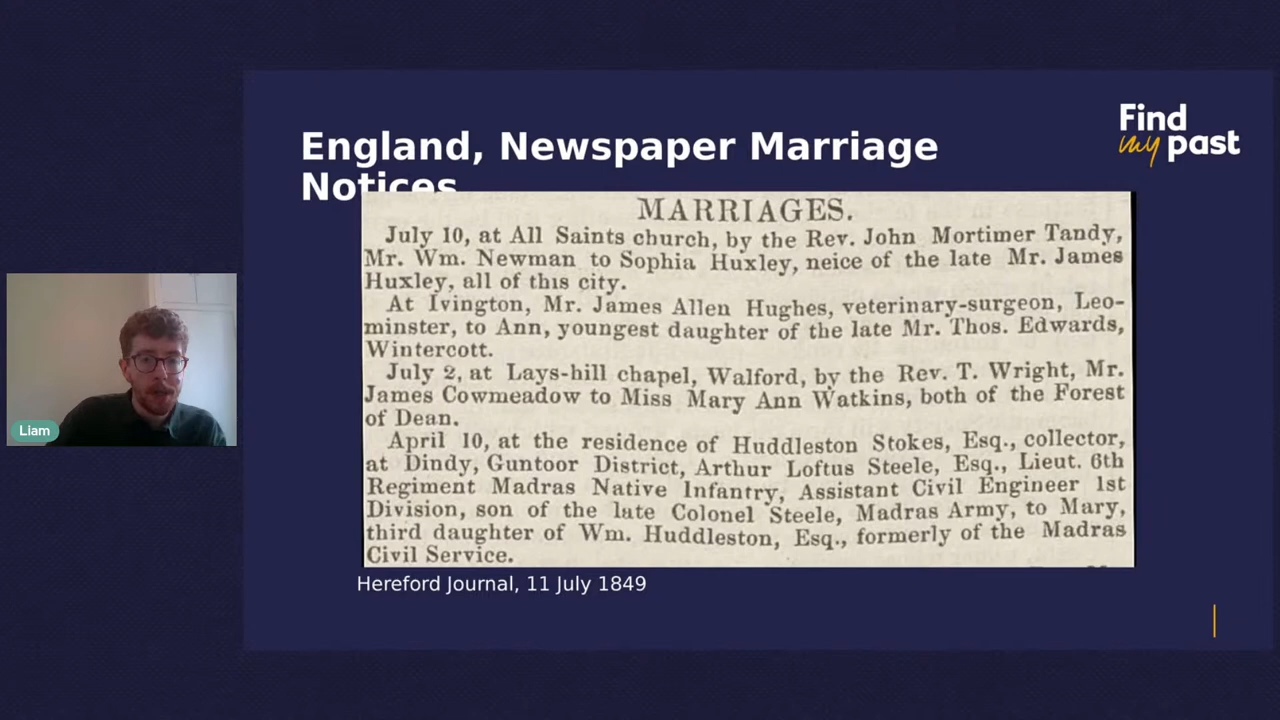 England, Newspaper Marriage
Notices
Find
my past
MARRIAGES.
July 10, at All Saints church, by the Rev. John Mortimer Tandy,
Mr. Wm. Newman to Sophia Huxley, neice of the late Mr. James
Huxley, all of this city.
At Ivington, Mr. James Allen Hughes, veterinary-surgeon, Leo-
minster, to Ann, youngest daughter of the late Mr. Thos. Edwards,
Wintercott.
July 2, at Lays-hill chapel, Walford, by the Rev. T. Wright, Mr.
James Cowmeadow to Miss Mary Ann Watkins, both of the Forest
of Dean.
April 10, at the residence of Huddleston Stokes, Esq., collector,
at Dindy, Guntoor District, Arthur Loftus Steele, Esq., Lieut. 6th
Regiment Madras Native Infantry, Assistant Civil Engineer 1st
Division, son of the late Colonel Steele, Madras Army, to Mary,
third daughter of Wm. Huddleston, Esq., formerly of the Madras
Civil Service.
Hereford Journal, 11 July 1849
Liam